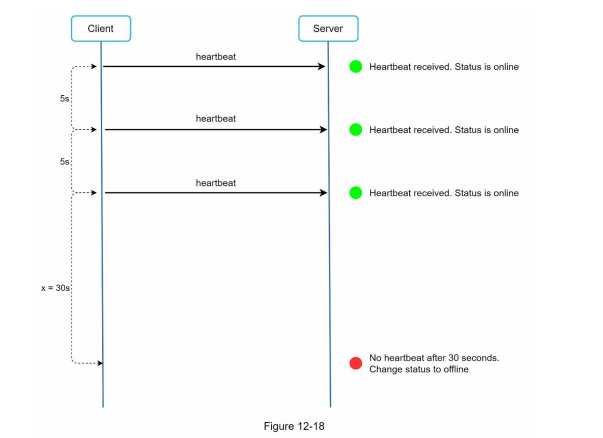 Client
Server
heartbeat
Heartbeat received. Status is online
5s
heartbeat
Heartbeat received. Status is online
5s
heartbeat
Heartbeat received. Status is online
x = 30s
No heartbeat after 30 seconds.
Change status to offline
Figure 12-18